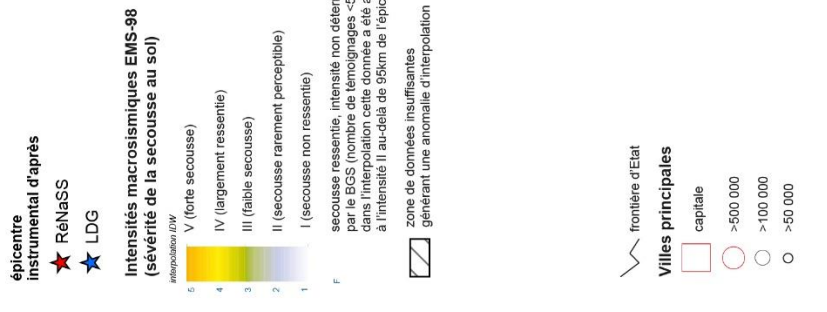 épicentre
instrumental d'après
RéNaSS
LDG
Intensités macrosismiques EMS-98
(sévérité de la secousse au sol)
interpolation IDW
5 V (forte secousse)
4 IV (largement ressentie)
3 III (faible secousse)
2 II (secousse rarement perceptible)
1 I (secousse non ressentie)
F secousse ressentie, intensité non déter
par le BGS (nombre de témoignages <5
dans l'interpolation cette donnée a été a
à l'intensité II au-delà de 95km de l'épic
zone de données insuffisantes
générant une anomalie d'interpolation
frontière d'Etat
Villes principales
capitale
>500 000
>100 000
>50 000